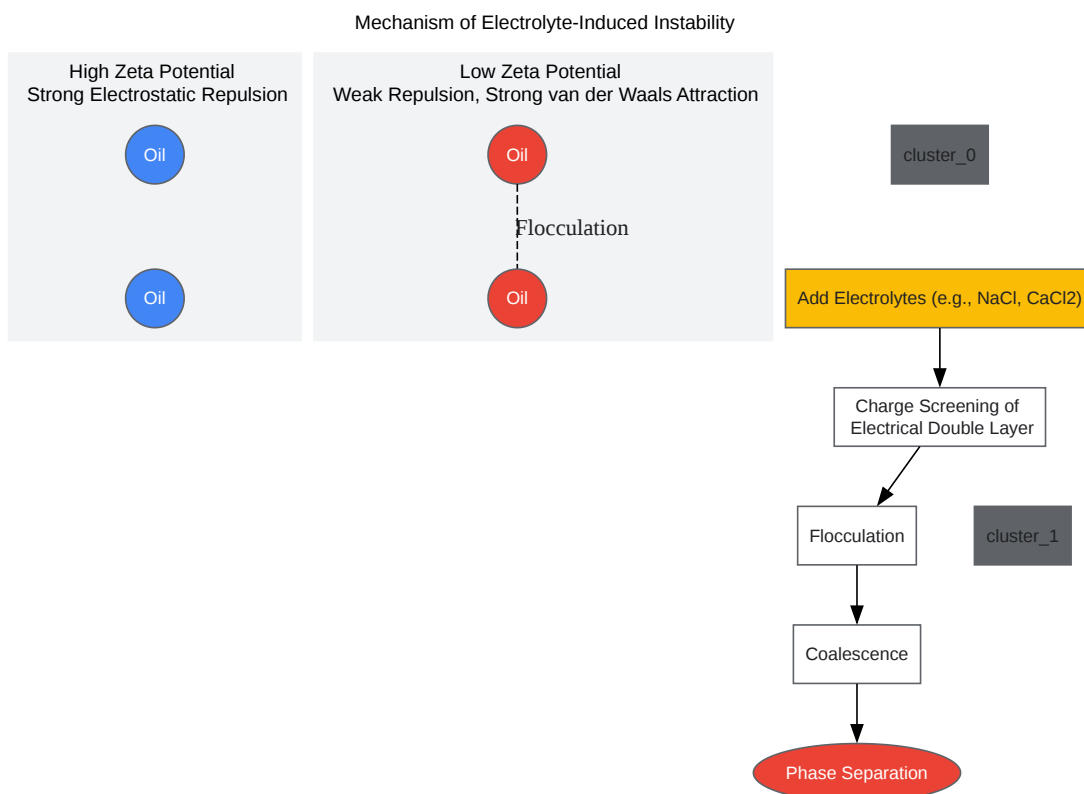 Mechanism of Electrolyte-Induced Instability
High Zeta Potential
Strong Electrostatic Repulsion
Low Zeta Potential
Weak Repulsion, Strong van der Waals Attraction
Oil
Oil
cluster_0
Flocculation
Oil
Oil
Add Electrolytes (e.g., NaCl, CaCl2)
Charge Screening of
Electrical Double Layer
Flocculation
cluster_1
Coalescence
Phase Separation